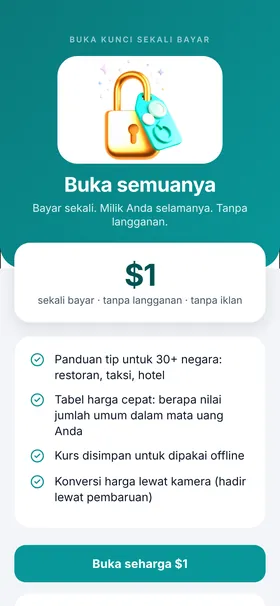 BUKA KUNCI SEKALI BAYAR
Buka semuanya
Bayar sekali. Milik Anda selamanya. Tanpa
langganan.
$1
sekali bayar · tanpa langganan · tanpa iklan
Panduan tip untuk 30+ negara:
restoran, taksi, hotel
Tabel harga cepat: berapa nilai
jumlah umum dalam mata uang
Anda
Kurs disimpan untuk dipakai offline
Konversi harga lewat kamera (hadir
lewat pembaruan)
Buka seharga $1